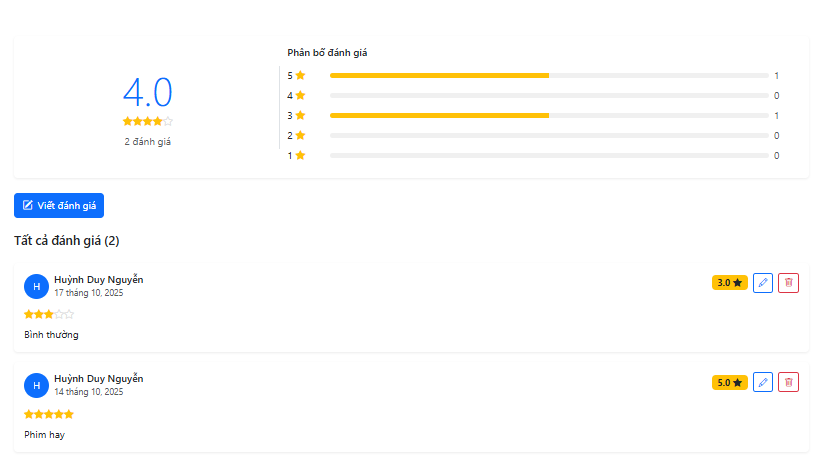 Phân bố đánh giá
4.0
2 đánh giá
5 1
4 0
3 1
2 0
1 0
Viết đánh giá
Tất cả đánh giá (2)
H Huỳnh Duy Nguyễn
17 tháng 10, 2025
3.0
Bình thường
H Huỳnh Duy Nguyễn
14 tháng 10, 2025
5.0
Phim hay